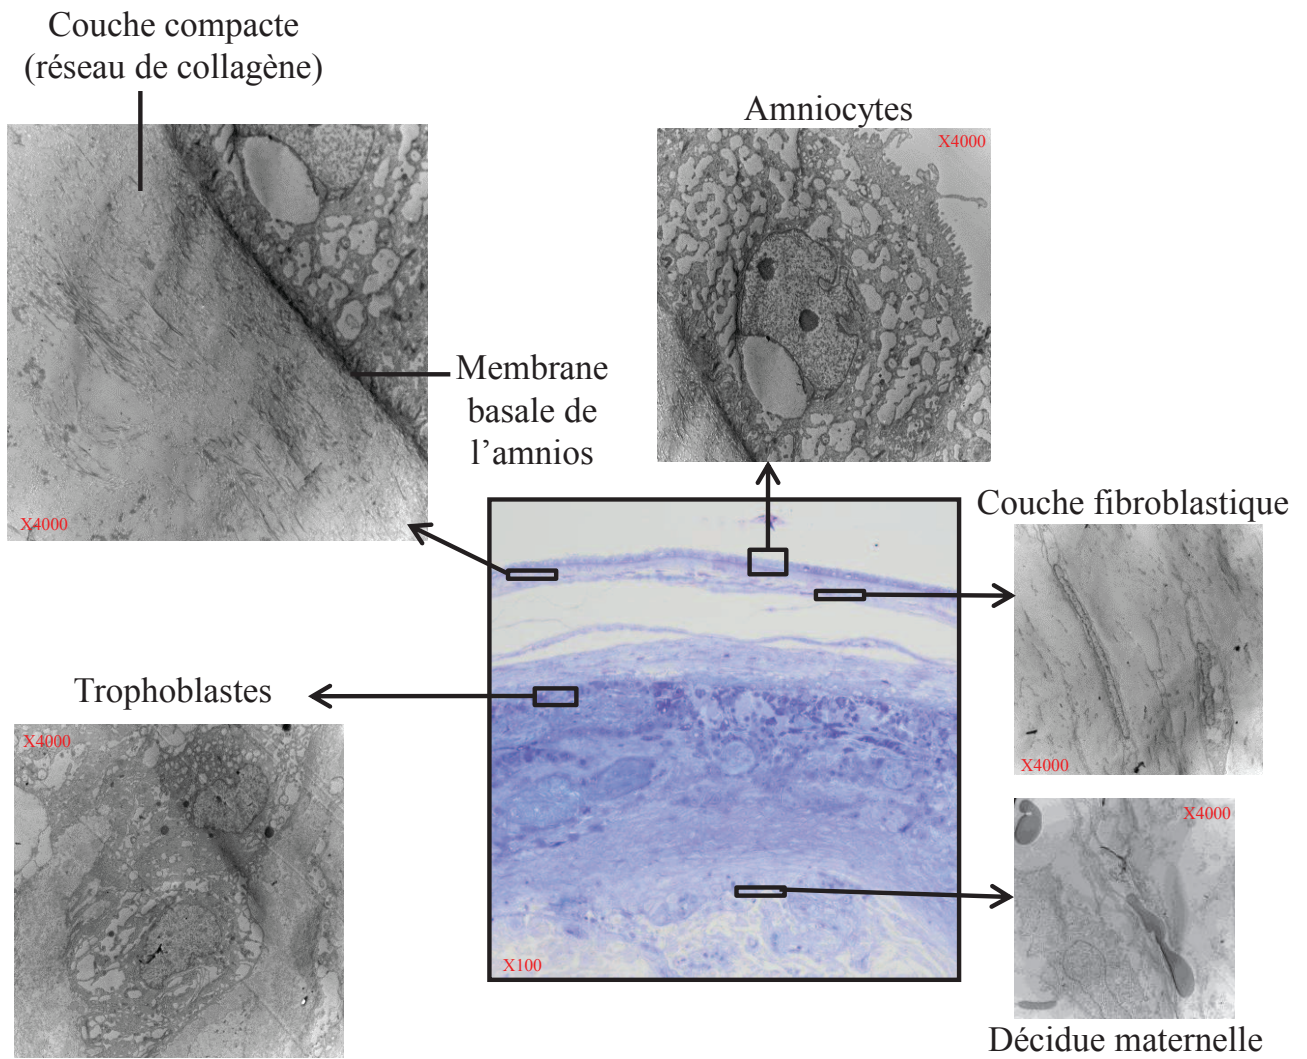 Couche compacte
(réseau de collagène)
Amniocytes
X4000
Membrane
basale de
l’amnios
X4000
Couche fibroblastique
X4000
Trophoblastes
X4000
X4000
X100
Décidue maternelle